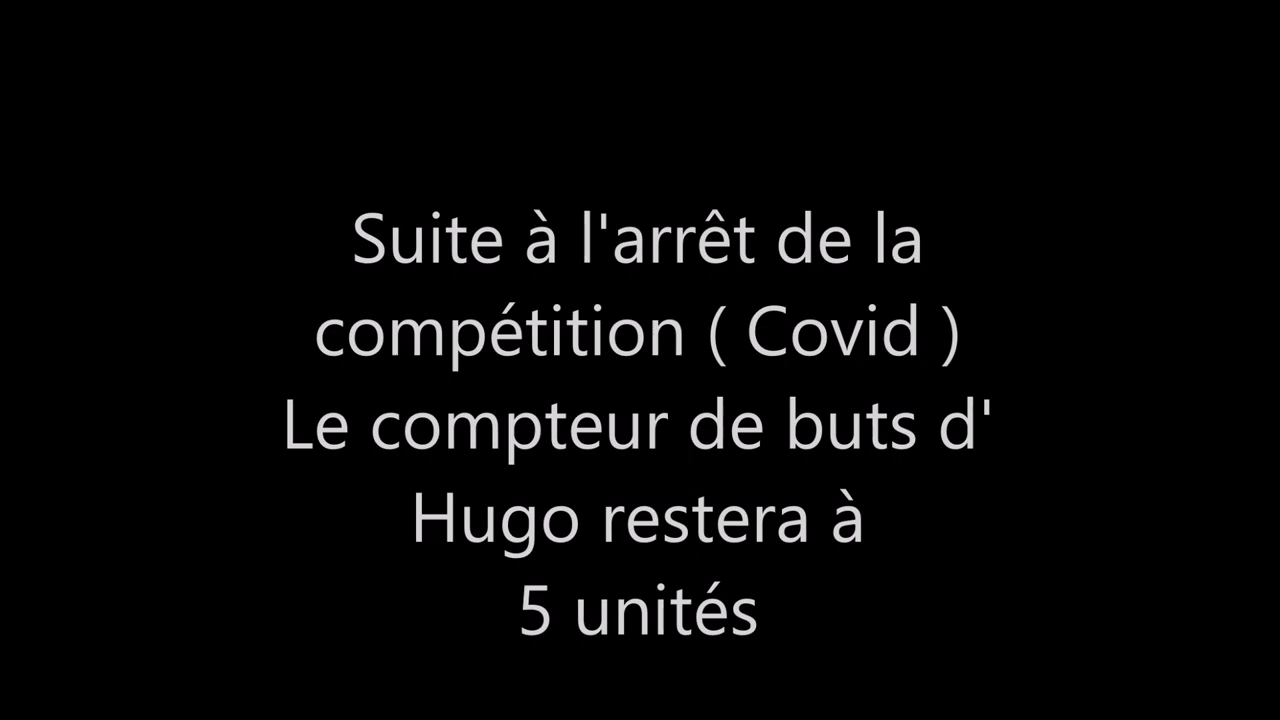 Suite à l'arrêt de la
compétition ( Covid )
Le compteur de buts d'
Hugo restera à
5 unités